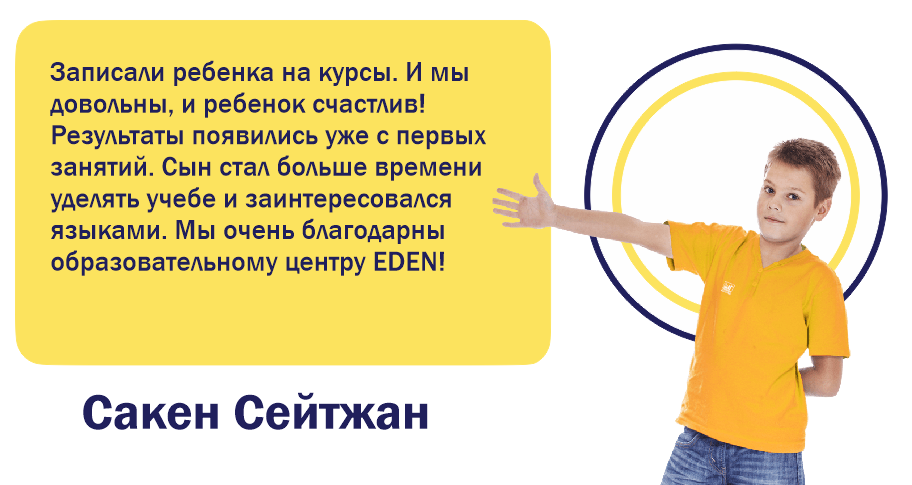 Записали ребенка на курсы. И мы
довольны, и ребенок счастлив!
Результаты появились уже с первых
занятий. Сын стал больше времени
уделять учебе и заинтересовался
языками. Мы очень благодарны
образовательному центру EDEN!
Сакен Сейтжан